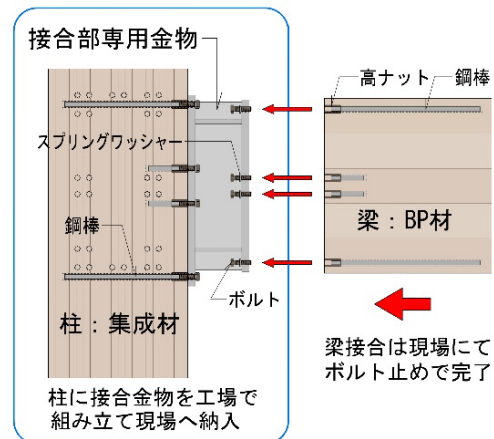 接合部専用金物
高ナット
鋼棒
スプリングワッシャー
梁：BP材
鋼棒
ボルト
柱：集成材
梁接合は現場にて
ボルト止めで完了
柱に接合金物を工場で
組み立て現場へ納入